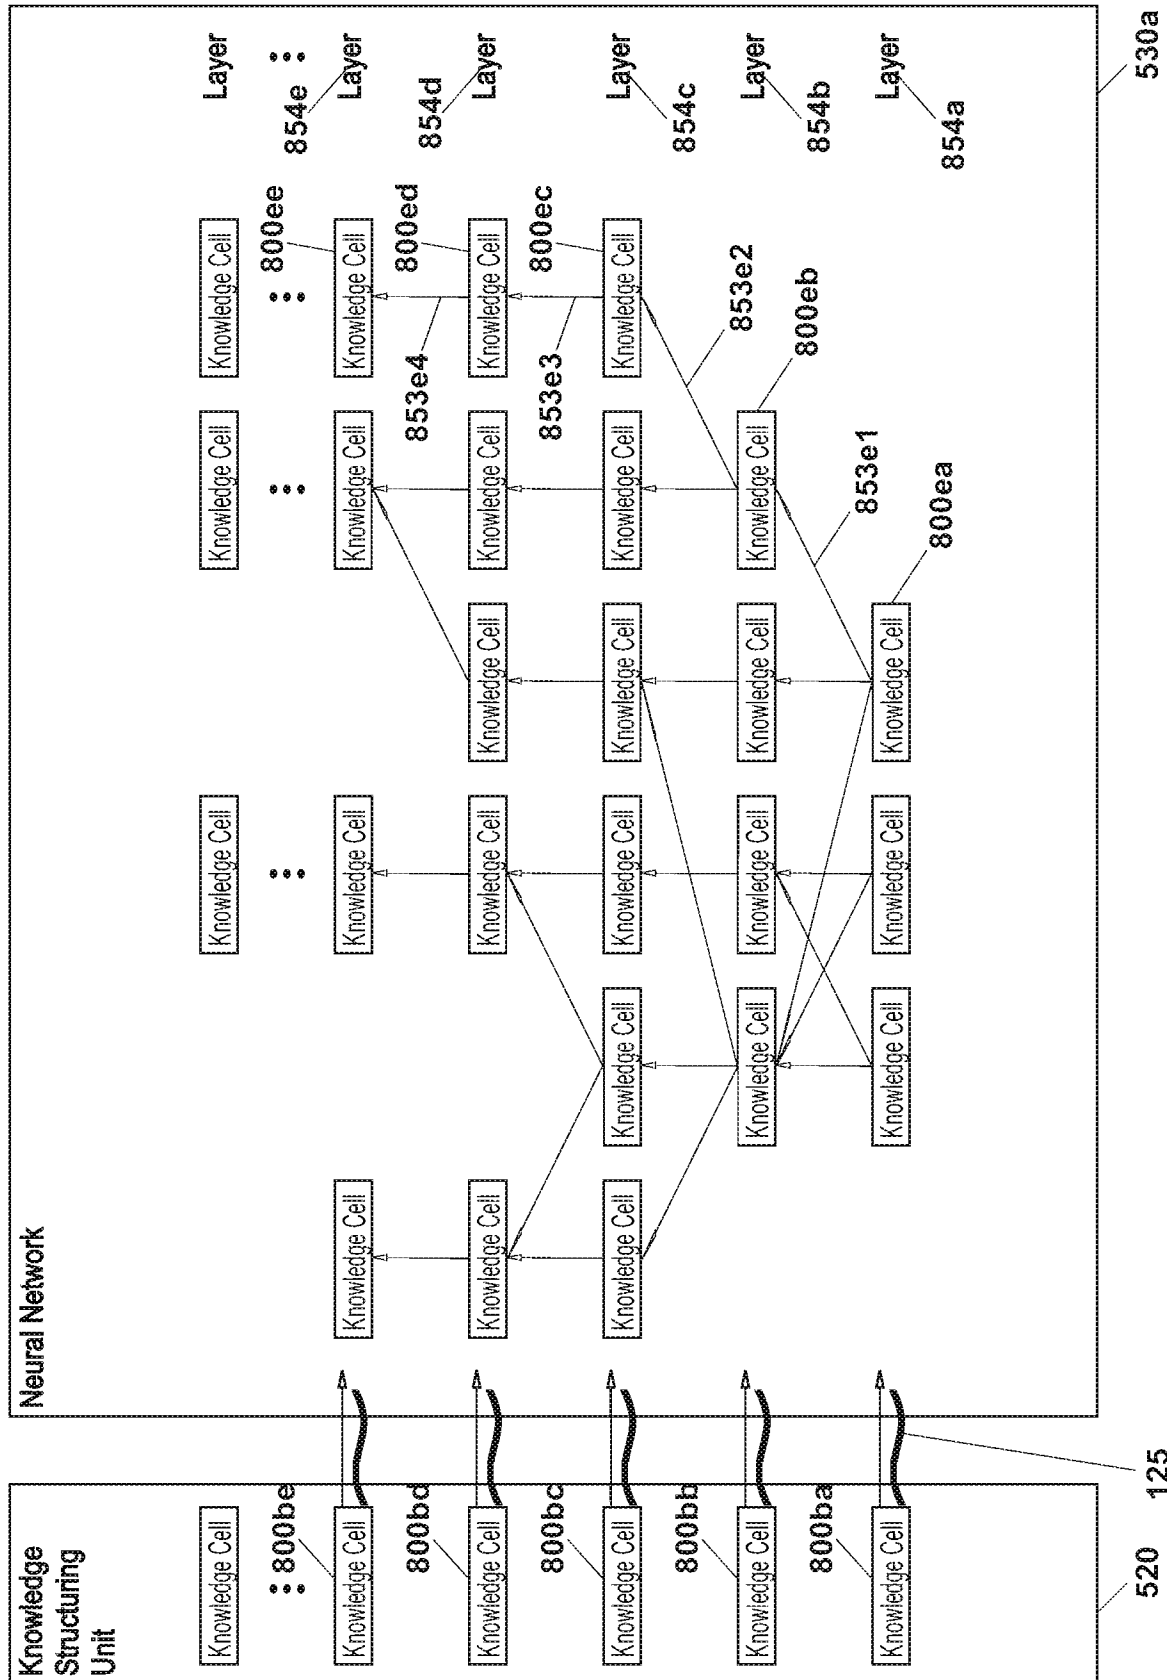 Knowledge
Structuring
Unit
Neural Network
Knowledge Cell
Knowledge Cell
Knowledge Cell
Knowledge Cell
Layer
800be
800ee
854e
Knowledge Cell
Knowledge Cell
Knowledge Cell
Knowledge Cell
Knowledge Cell
Layer
800bd
853e4
800ed
854d
Knowledge Cell
Knowledge Cell
Knowledge Cell
Knowledge Cell
Knowledge Cell
Knowledge Cell
Layer
800bc
853e3
800ec
Knowledge Cell
Knowledge Cell
Knowledge Cell
Knowledge Cell
Knowledge Cell
Knowledge Cell
Knowledge Cell
Layer
800bb
853e2
854c
Knowledge Cell
Knowledge Cell
Knowledge Cell
Knowledge Cell
Knowledge Cell
Layer
800ba
853e1
800eb
854b
Knowledge Cell
Knowledge Cell
Knowledge Cell
Knowledge Cell
Layer
800ea
854a
520
125
530a